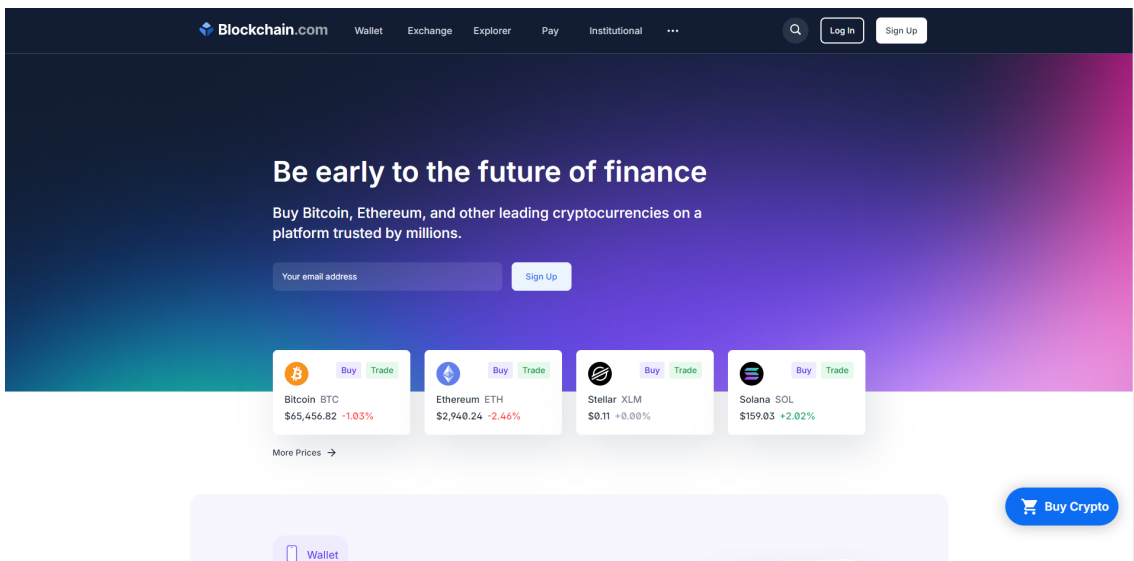 Blockchain.com Wallet Exchange Explorer Pay Institutional ••• Log In Sign Up
Be early to the future of finance
Buy Bitcoin, Ethereum, and other leading cryptocurrencies on a
platform trusted by millions.
Your email address Sign Up
Buy Trade
Bitcoin BTC
$65,456.82 -1.03%
Buy Trade
Ethereum ETH
$2,940.24 -2.46%
Buy Trade
Stellar XLM
$0.11 +0.00%
Buy Trade
Solana SOL
$159.03 +2.02%
More Prices →
Buy Crypto
Wallet